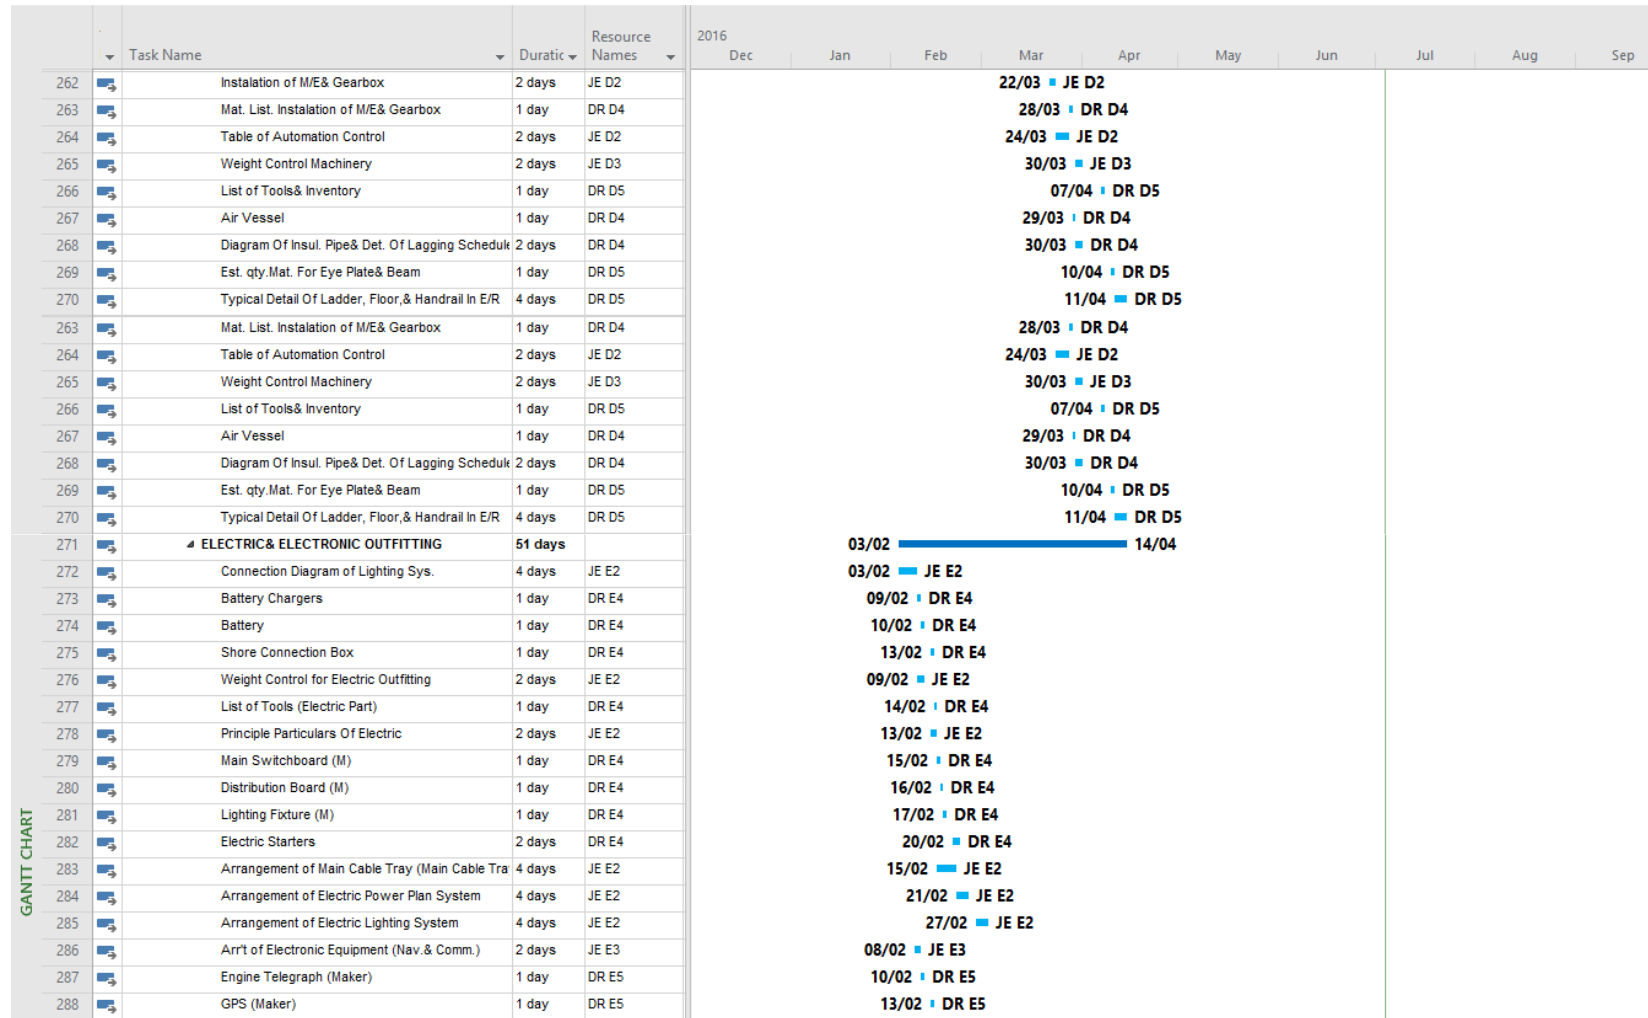 Resource
2016
Task Name Duratic Names Dec Jan Feb Mar Apr May Jun Jul Aug Sep
262 Instalation of M/E& Gearbox 2 days JE D2 22/03 JE D2
263 Mat. List. Instalation of M/E& Gearbox 1 day DR D4 28/03 DR D4
264 Table of Automation Control 2 days JE D2 24/03 JE D2
265 Weight Control Machinery 2 days JE D3 30/03 JE D3
266 List of Tools& Inventory 1 day DR D5 07/04 DR D5
267 Air Vessel 1 day DR D4 29/03 DR D4
268 Diagram Of Insul. Pipe& Det. Of Lagging Schedule 2 days DR D4 30/03 DR D4
269 Est. qty.Mat. For Eye Plate& Beam 1 day DR D5 10/04 DR D5
270 Typical Detail Of Ladder, Floor,& Handrail In E/R 4 days DR D5 11/04 DR D5
263 Mat. List. Instalation of M/E& Gearbox 1 day DR D4 28/03 DR D4
264 Table of Automation Control 2 days JE D2 24/03 JE D2
265 Weight Control Machinery 2 days JE D3 30/03 JE D3
266 List of Tools& Inventory 1 day DR D5 07/04 DR D5
267 Air Vessel 1 day DR D4 29/03 DR D4
268 Diagram Of Insul. Pipe& Det. Of Lagging Schedule 2 days DR D4 30/03 DR D4
269 Est. qty.Mat. For Eye Plate& Beam 1 day DR D5 10/04 DR D5
270 Typical Detail Of Ladder, Floor,& Handrail In E/R 4 days DR D5 11/04 DR D5
271 ELECTRIC& ELECTRONIC OUTFITTING 51 days 03/02 14/04
272 Connection Diagram of Lighting Sys. 4 days JE E2 03/02 JE E2
273 Battery Chargers 1 day DR E4 09/02 DR E4
274 Battery 1 day DR E4 10/02 DR E4
275 Shore Connection Box 1 day DR E4 13/02 DR E4
276 Weight Control for Electric Outfitting 2 days JE E2 09/02 JE E2
277 List of Tools (Electric Part) 1 day DR E4 14/02 DR E4
278 Principle Particulars Of Electric 2 days JE E2 13/02 JE E2
279 Main Switchboard (M) 1 day DR E4 15/02 DR E4
280 Distribution Board (M) 1 day DR E4 16/02 DR E4
281 Lighting Fixture (M) 1 day DR E4 17/02 DR E4
282 Electric Starters 2 days DR E4 20/02 DR E4
283 Arrangement of Main Cable Tray (Main Cable Tra 4 days JE E2 15/02 JE E2
284 Arrangement of Electric Power Plan System 4 days JE E2 21/02 JE E2
285 Arrangement of Electric Lighting System 4 days JE E2 27/02 JE E2
286 Arr't of Electronic Equipment (Nav.& Comm.) 2 days JE E3 08/02 JE E3
287 Engine Telegraph (Maker) 1 day DR E5 10/02 DR E5
288 GPS (Maker) 1 day DR E5 13/02 DR E5
GANTT CHART